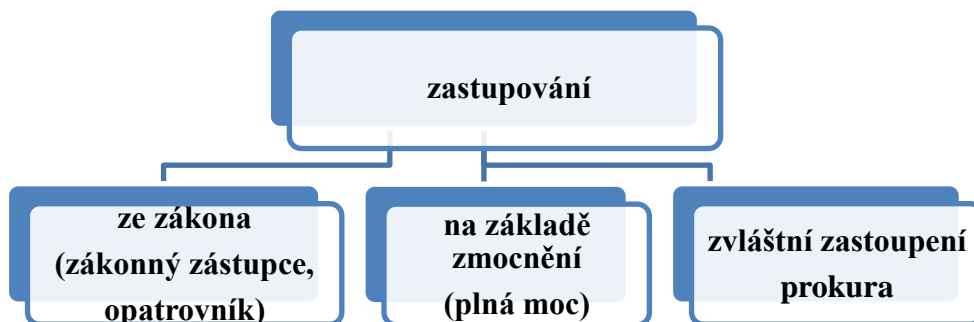 zastupování
ze zákona
(zákonný zástupce,
opatrovník)
na základě
zmocnění
(plná moc)
zvláštní zastoupení
prokura